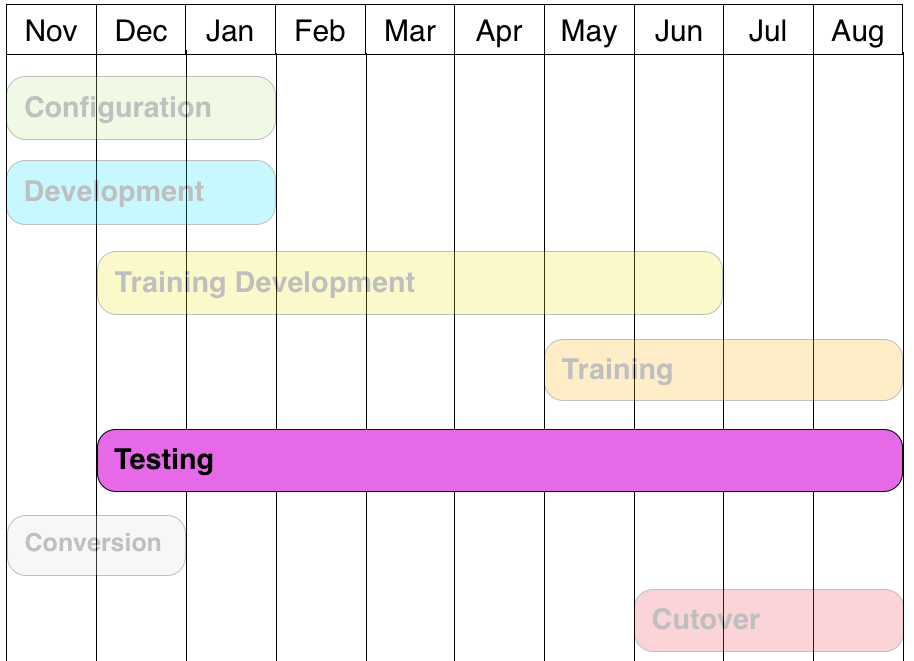 Nov Dec Jan Feb Mar Apr May Jun Jul Aug
Configuration
Development
Training Development
Training
Testing
Conversion
Cutover